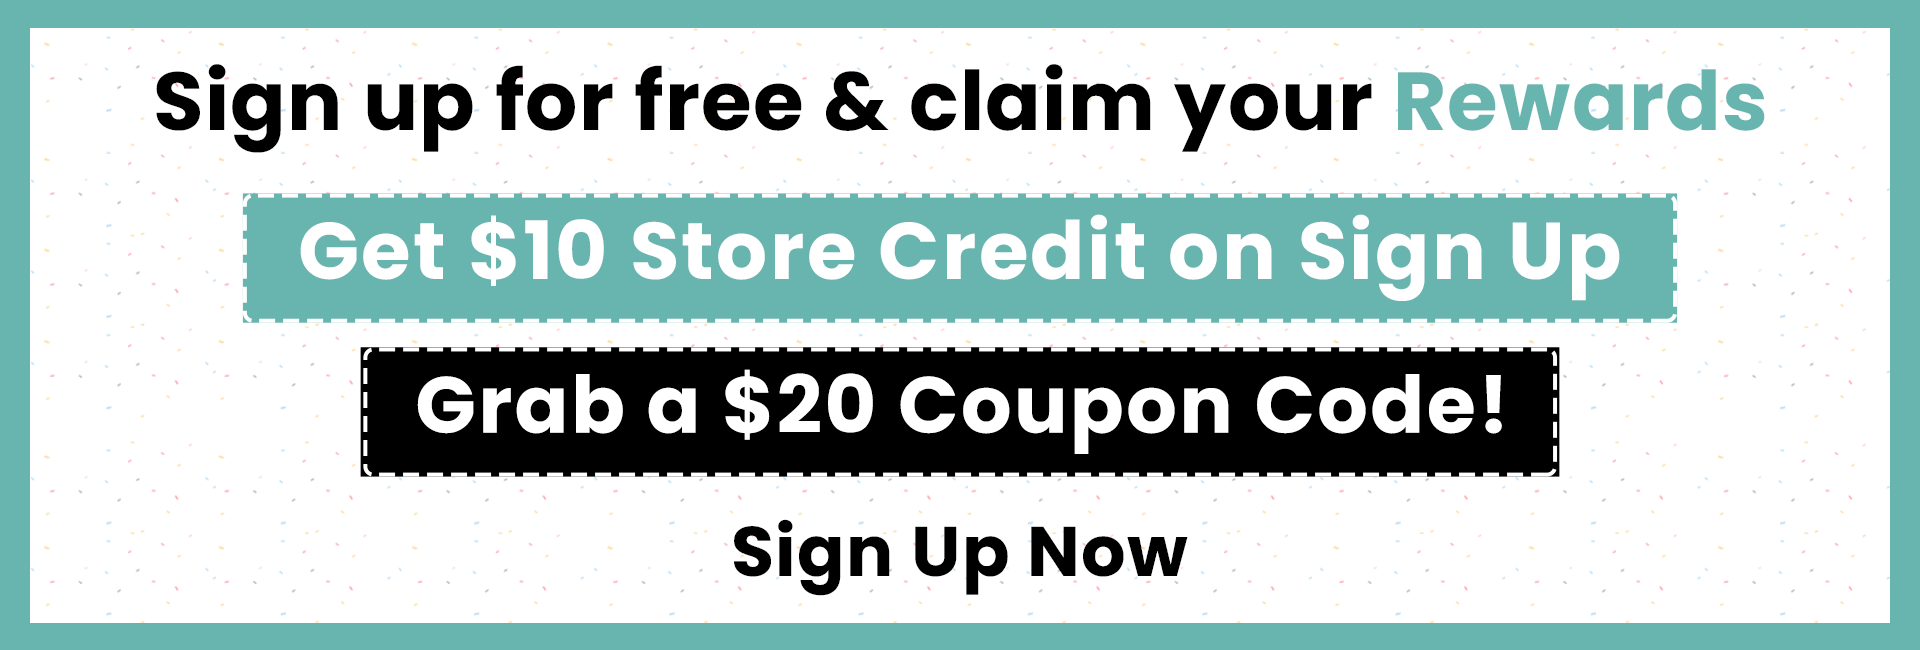 Sign up for free & claim your Rewards
Get $10 Store Credit on Sign Up
Grab a $20 Coupon Code!
Sign Up Now